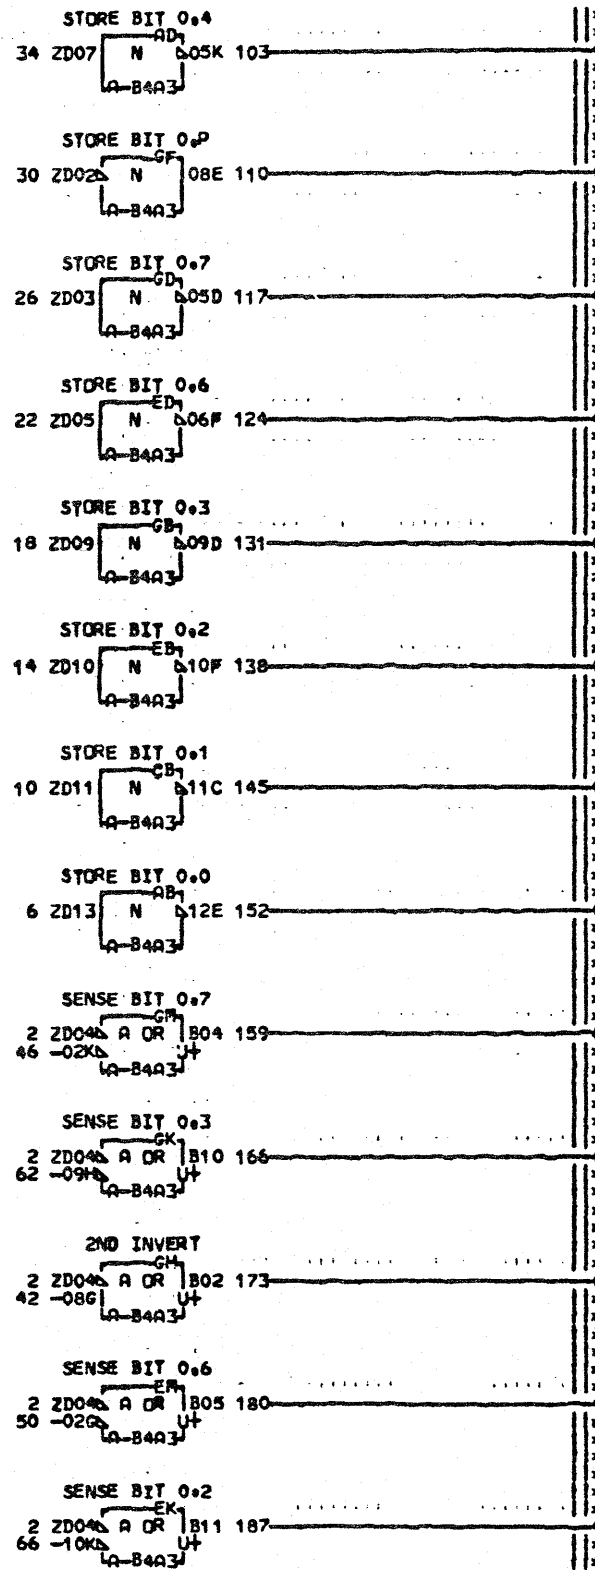 STORE BIT 0.4
AD
34 ZD07 N 05K 103
A-B4A3
STORE BIT 0.P
GF
30 ZD02 N 08E 110
A-B4A3
STORE BIT 0.7
GD
26 ZD03 N 05D 117
A-B4A3
STORE BIT 0.6
ED
22 ZD05 N 06F 124
A-B4A3
STORE BIT 0.3
GB
18 ZD09 N 09D 131
A-B4A3
STORE BIT 0.2
EB
14 ZD10 N 10F 138
A-B4A3
STORE BIT 0.1
CB
10 ZD11 N 11C 145
A-B4A3
STORE BIT 0.0
AB
6 ZD13 N 12E 152
A-B4A3
SENSE BIT 0.7
GM
2 ZD04 A OR B04 159
46 -02K U+
A-B4A3
SENSE BIT 0.3
GK
2 ZD04 A OR B10 166
62 -09H U+
A-B4A3
2ND INVERT
GH
2 ZD04 A OR B02 173
42 -08G U+
A-B4A3
SENSE BIT 0.6
EM
2 ZD04 A OR B05 180
50 -02G U+
A-B4A3
SENSE BIT 0.2
EK
2 ZD04 A OR B11 187
66 -10K U+
A-B4A3